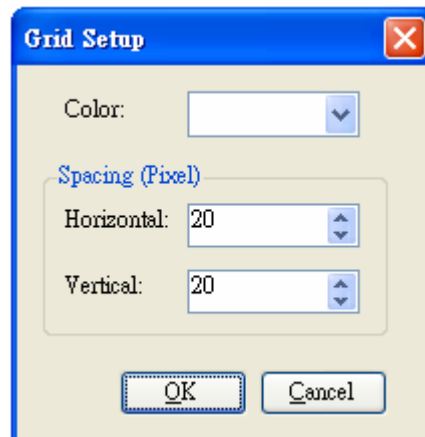 Grid Setup
Color:
Spacing (Pixel)
Horizontal: 20
Vertical: 20
OK Cancel